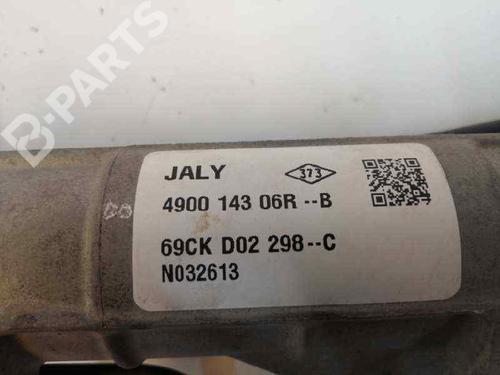 B-PARTS
JALY
373
4900 143 06R --B
69CK D02 298--C
N032613